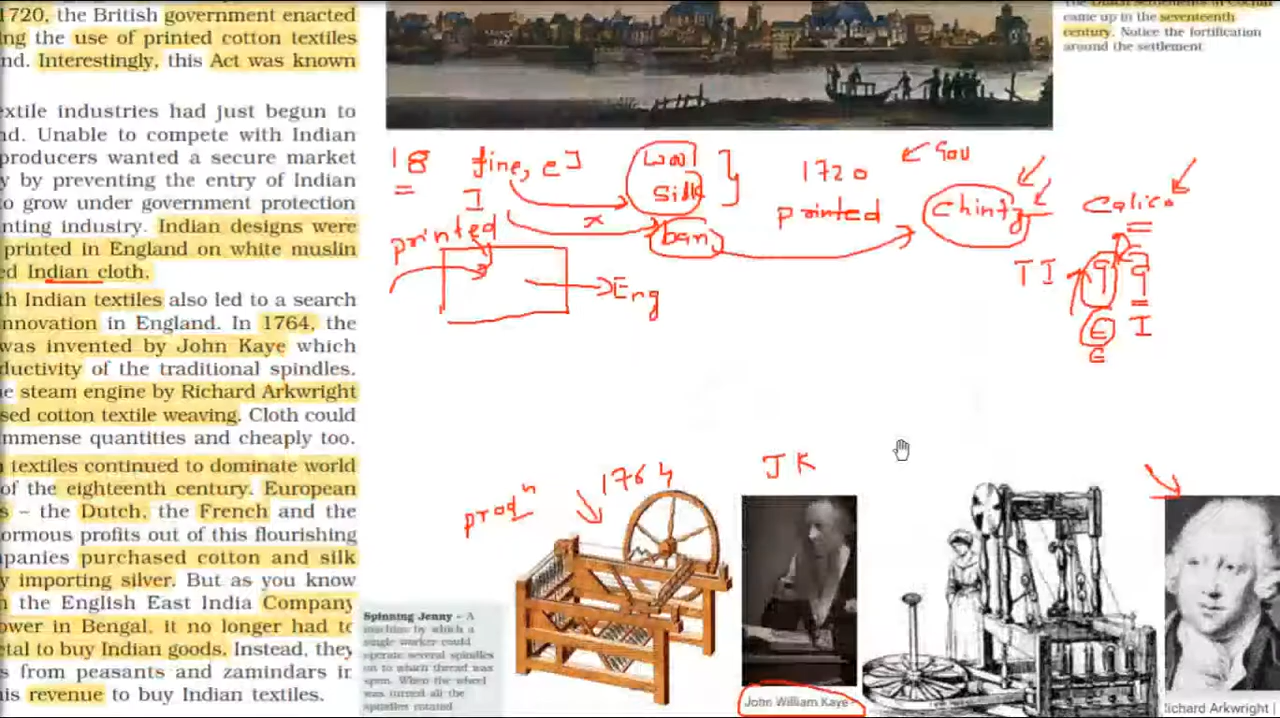 1720, the British government enacted
ng the use of printed cotton textiles
nd. Interestingly, this Act was known
extile industries had just begun to
nd. Unable to compete with Indian
producers wanted a secure market
y by preventing the entry of Indian
o grow under government protection
nting industry. Indian designs were
printed in England on white muslin
ed Indian cloth.
th Indian textiles also led to a search
nnovation in England. In 1764, the
was invented by John Kaye which
ductivity of the traditional spindles.
e steam engine by Richard Arkwright
sed cotton textile weaving. Cloth could
mmense quantities and cheaply too.
n textiles continued to dominate world
of the eighteenth century. European
s – the Dutch, the French and the
ormous profits out of this flourishing
mpanies purchased cotton and silk
y importing silver. But as you know
n the English East India Company
ower in Bengal, it no longer had to
tal to buy Indian goods. Instead, they
s from peasants and zamindars in
is revenue to buy Indian textiles.
came up in the seventeenth
century. Notice the fortification
around the settlement
18 fine, e I
I
wool
silk
ban
printed
Eng
1720
printed
Gov
Chintz
Calico
TI
E I
E
prodn
1764
JK
Spinning Jenny – A
machine by which a
single worker could
operate several spindles
on to which thread was
spun. When the wheel
was turned all the
spindles rotated
John William Kaye
Richard Arkwright |